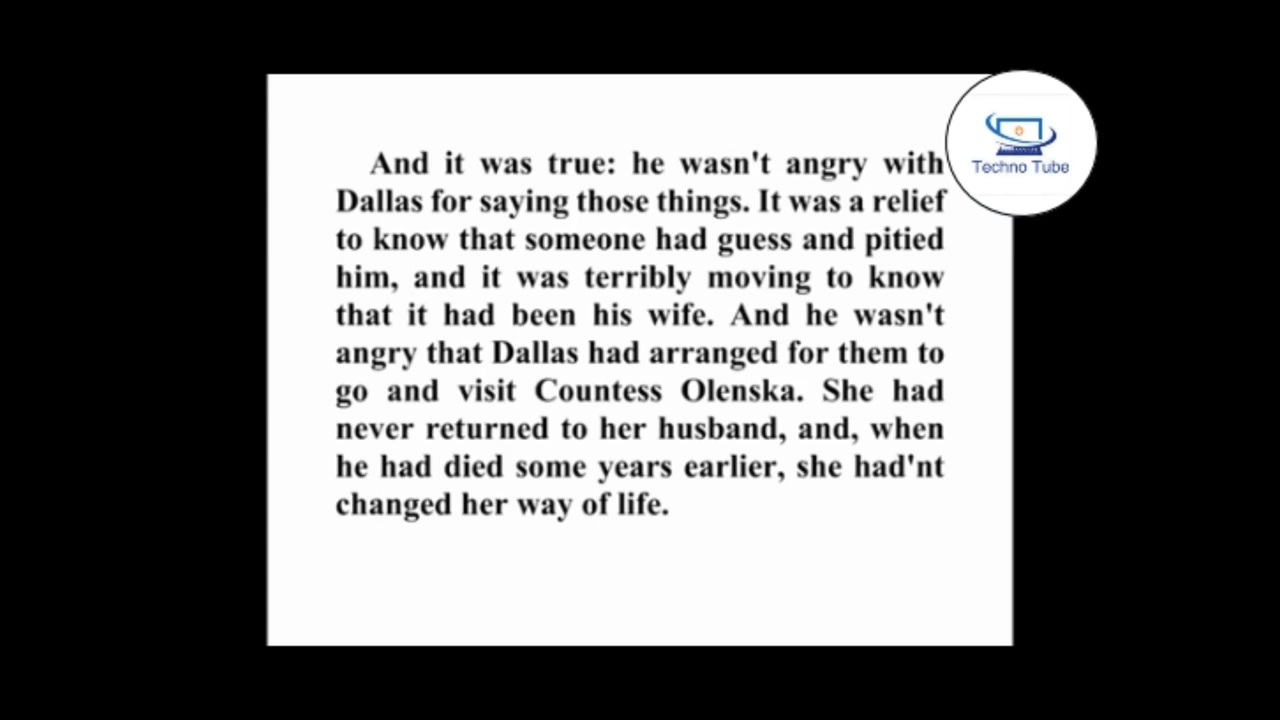 And it was true: he wasn't angry with
Dallas for saying those things. It was a relief
to know that someone had guess and pitied
him, and it was terribly moving to know
that it had been his wife. And he wasn't
angry that Dallas had arranged for them to
go and visit Countess Olenska. She had
never returned to her husband, and, when
he had died some years earlier, she had'nt
changed her way of life.
Techno Tube